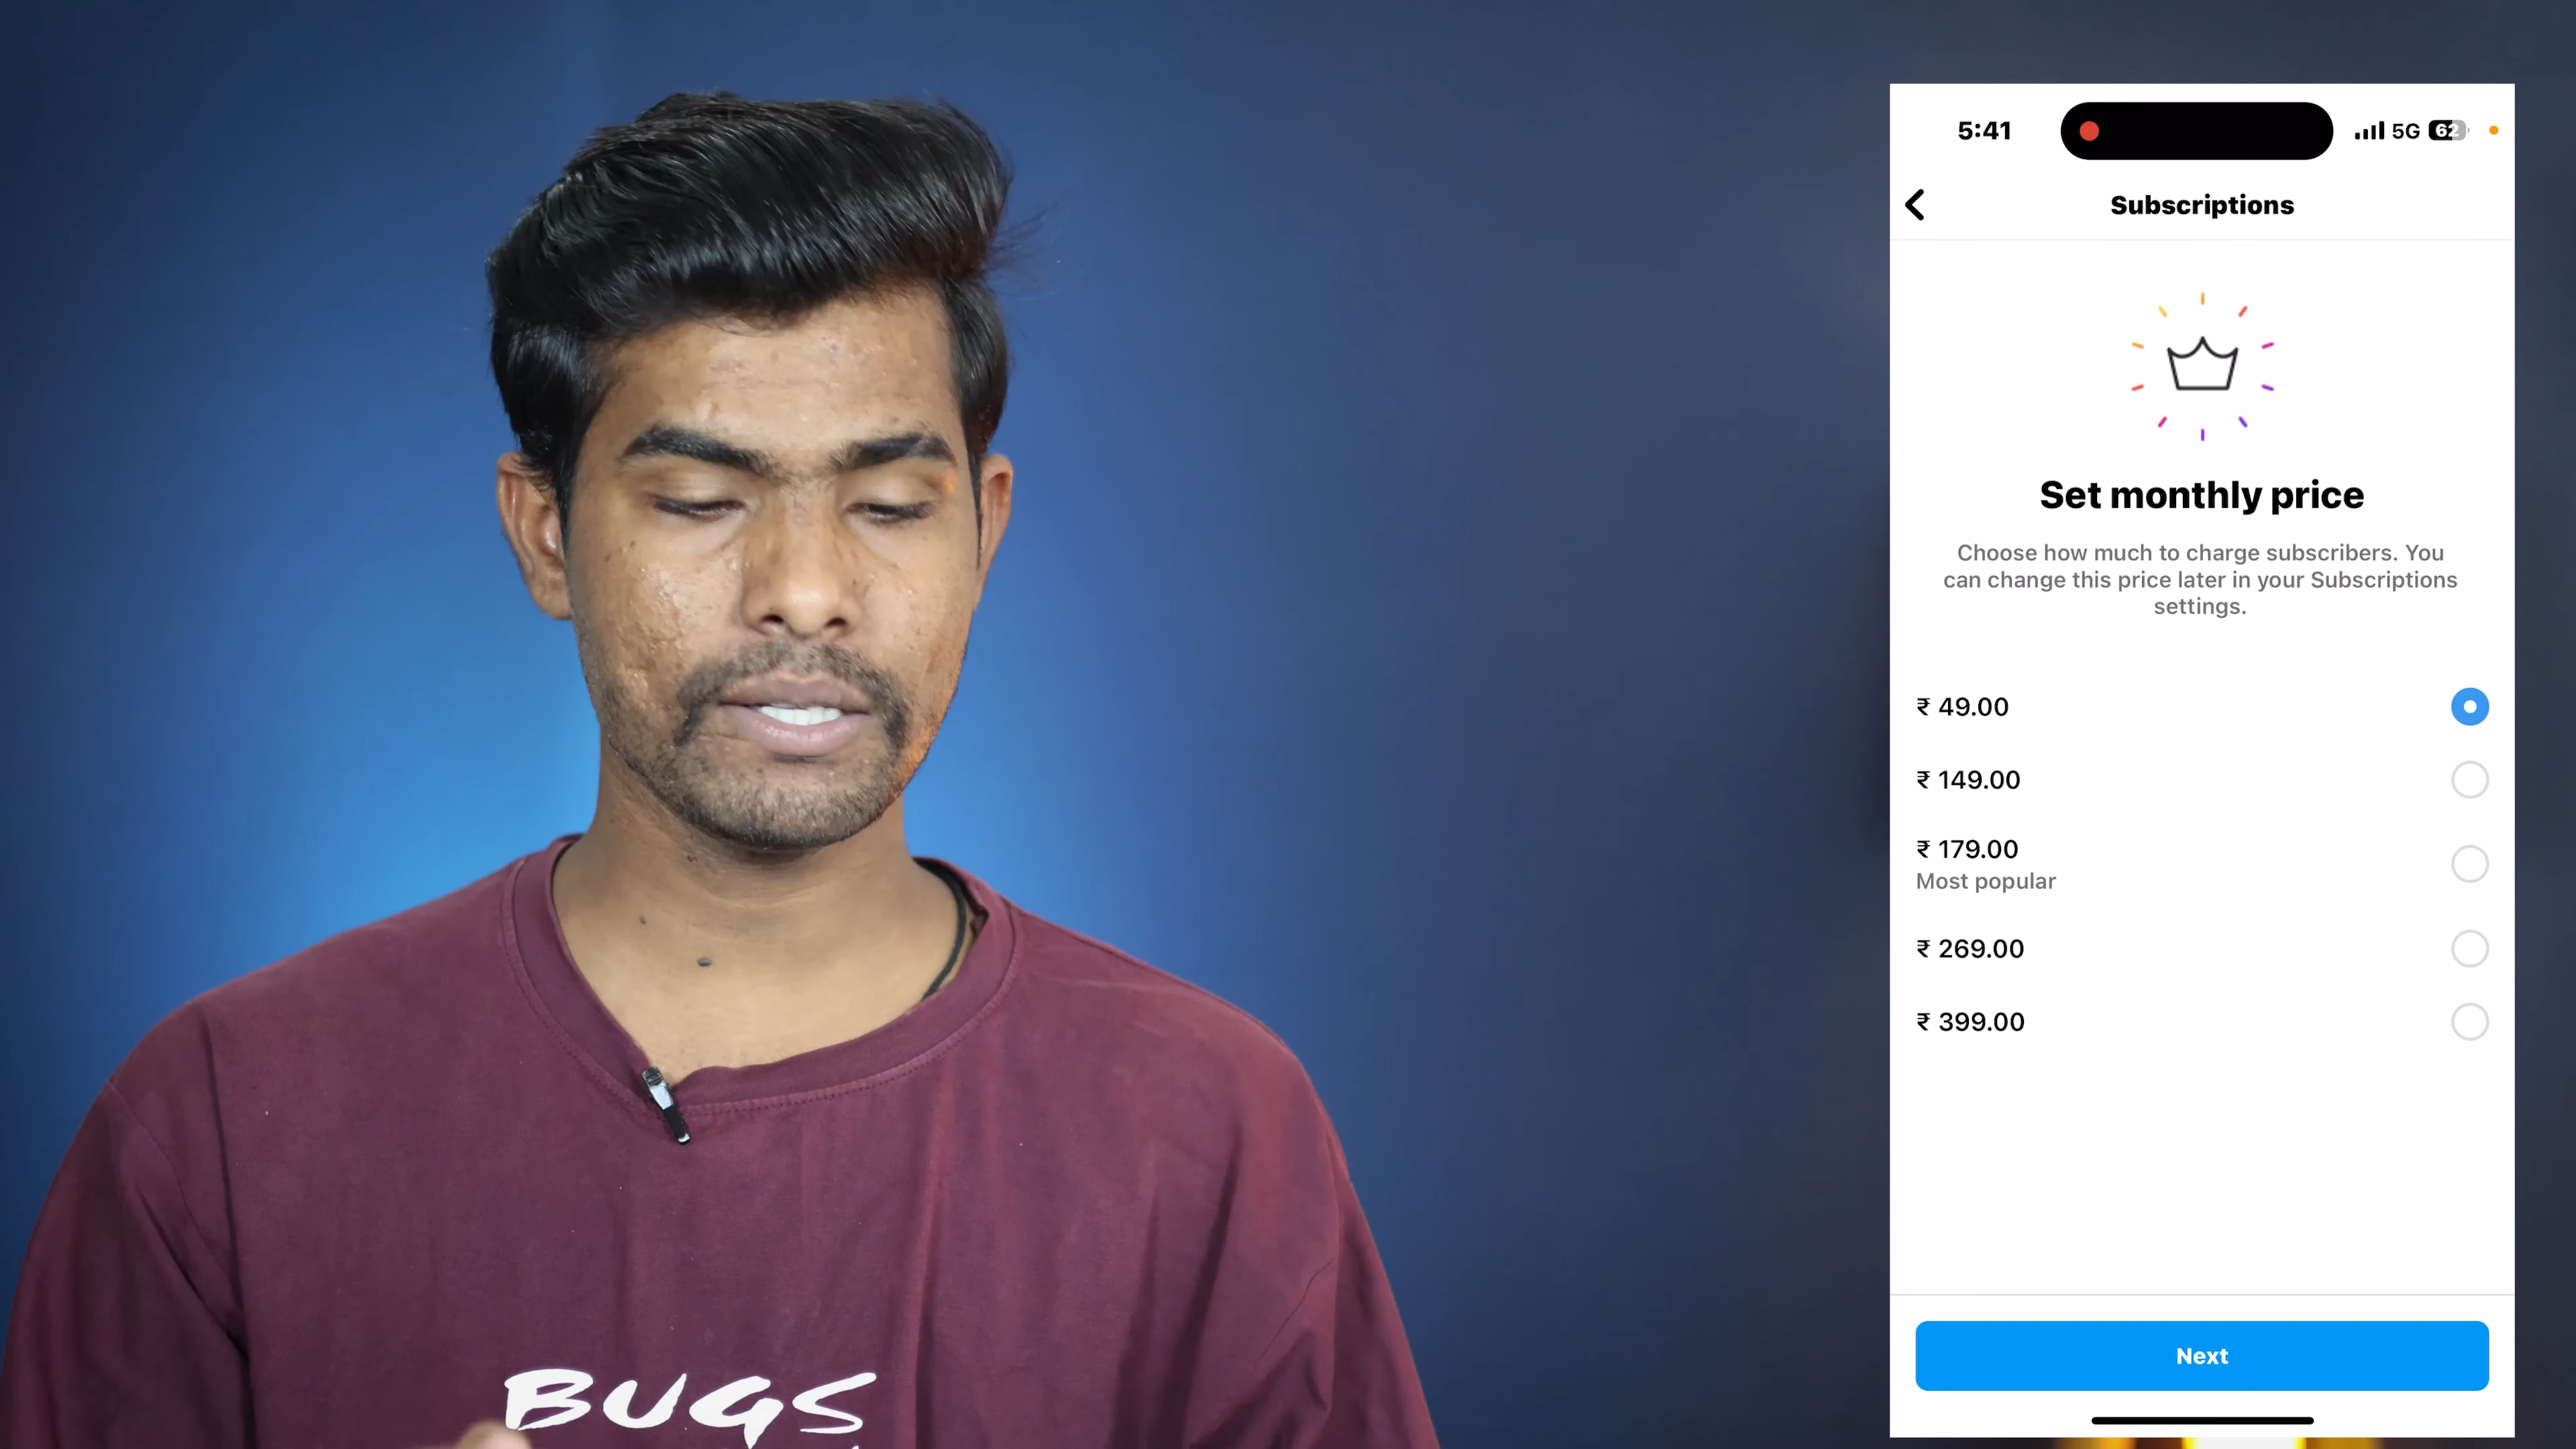 5:41 5G 62
Subscriptions
Set monthly price
Choose how much to charge subscribers. You
can change this price later in your Subscriptions
settings.
₹ 49.00
₹ 149.00
₹ 179.00
Most popular
₹ 269.00
₹ 399.00
Next
BUGS